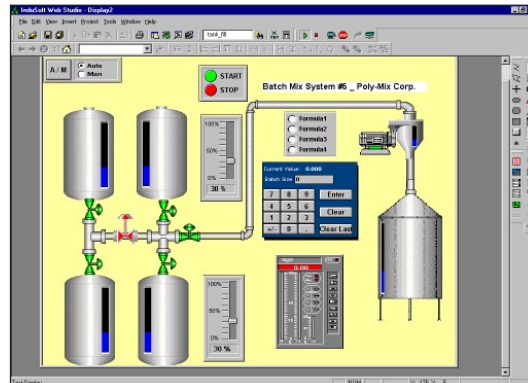 InduSoft Web Studio - Display2
File Edit View Insert Project Tools Window Help
tank_fill
A / M
Auto
Man
START
STOP
Batch Mix System #5 _ Poly-Mix Corp.
100%
50%
0%
30 %
Formula1
Formula2
Formula3
Formula4
Current Value: 0.000
Batch Size 0
7 8 9 Enter
4 5 6
1 2 3 Clear
+/- 0 . Clear Last
0.00
100%
50%
0%
30 %
NUM